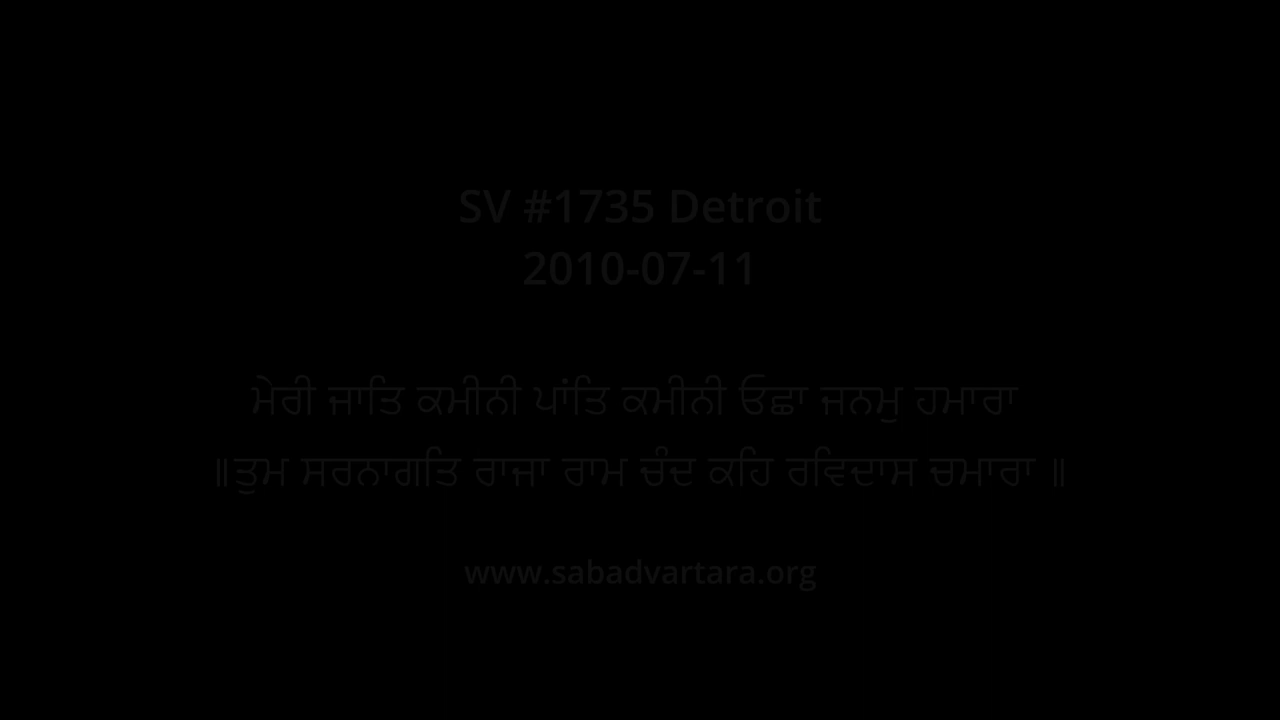 SV #1735 Detroit
2010-07-11
ਮੇਰੀ ਜਾਤਿ ਕਮੀਨੀ ਪਾਂਤਿ ਕਮੀਨੀ ਓਛਾ ਜਨਮੁ ਹਮਾਰਾ
॥ਤੁਮ ਸਰਨਾਗਤਿ ਰਾਜਾ ਰਾਮ ਚੰਦ ਕਹਿ ਰਵਿਦਾਸ ਚਮਾਰਾ ॥
www.sabadvartara.org